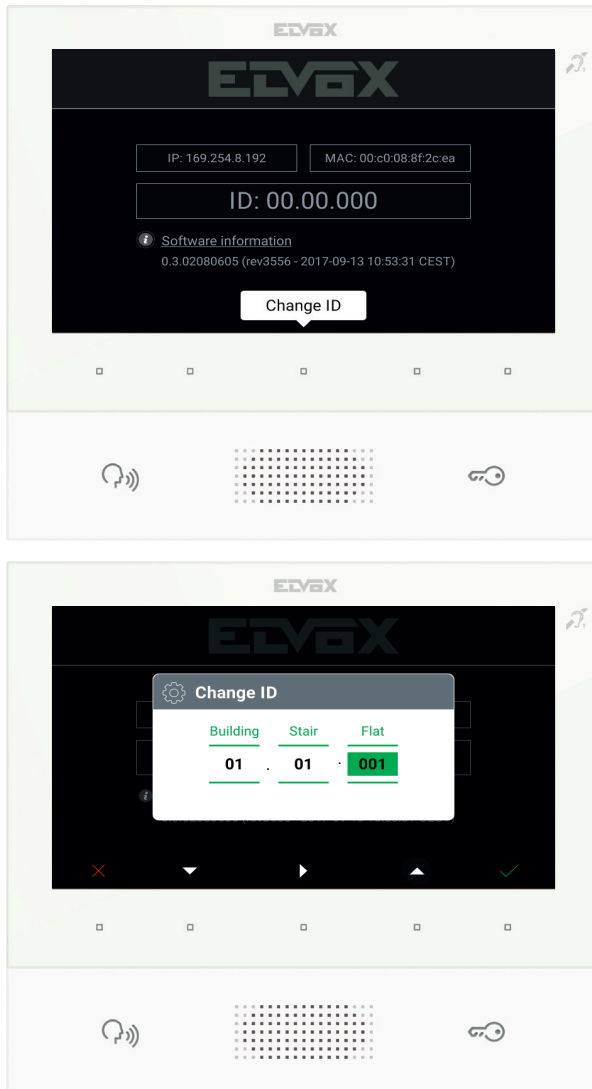 ELVOX
ELVOX
IP: 169.254.8.192
MAC: 00:c0:08:8f:2c:ea
ID: 00.00.000
Software information
0.3.02080605 (rev3556 - 2017-09-13 10:53:31 CEST)
Change ID
ELVOX
ELVOX
Change ID
Building Stair Flat
01 . 01 . 001